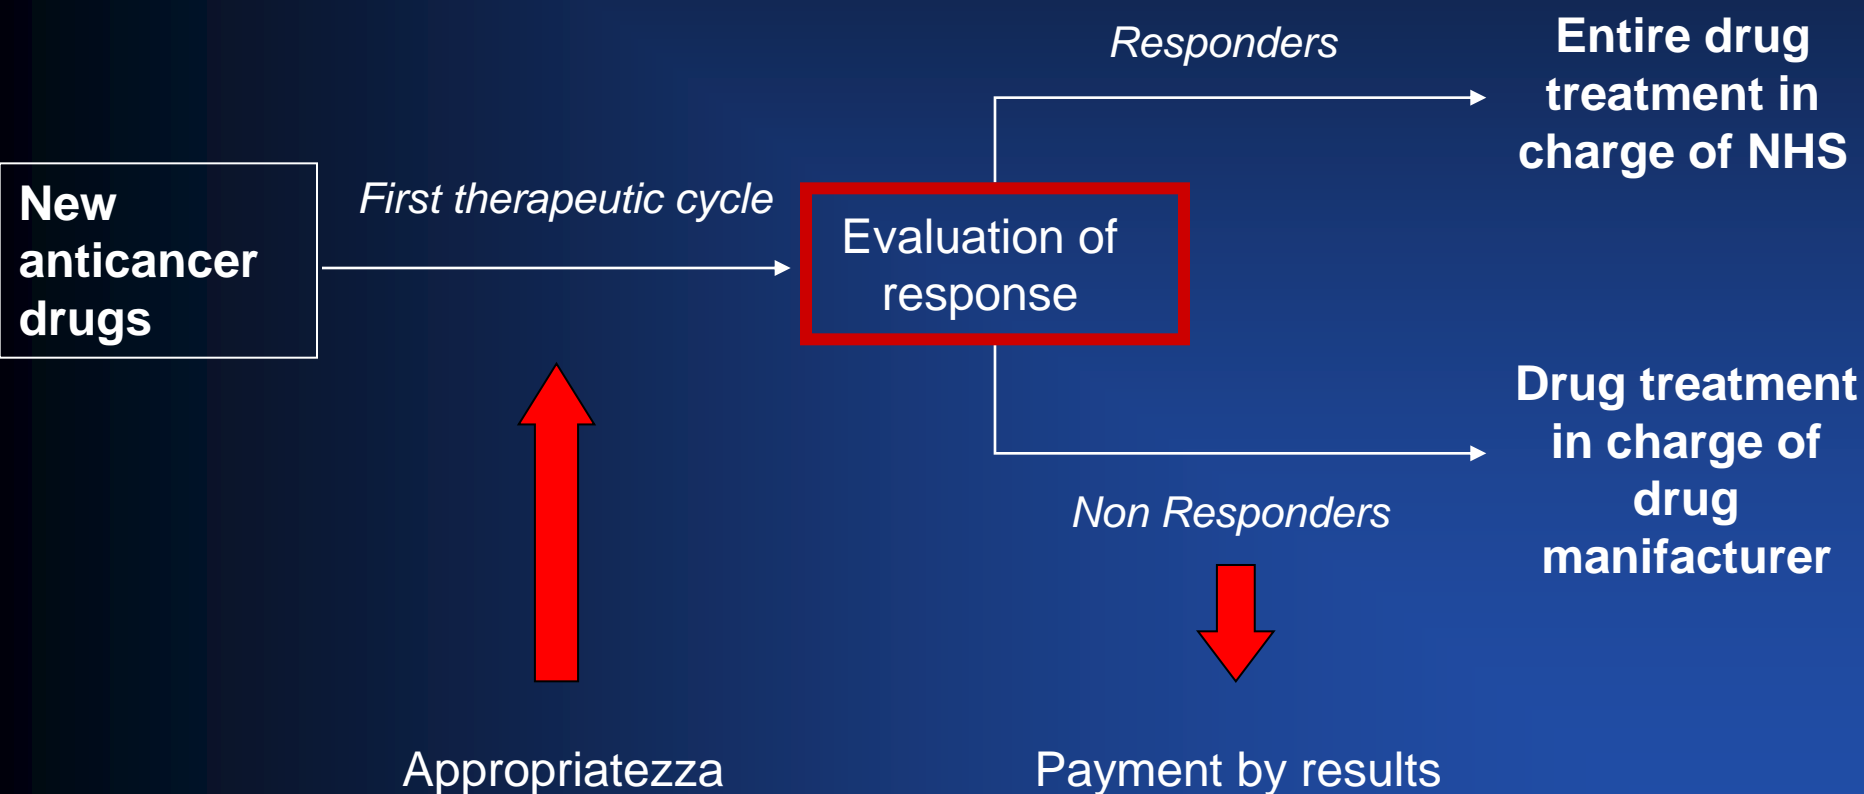 New
anticancer
drugs
First therapeutic cycle
Evaluation of
response
Responders
Entire drug
treatment in
charge of NHS
Non Responders
Drug treatment
in charge of
drug
manifacturer
Appropriatezza
Payment by results